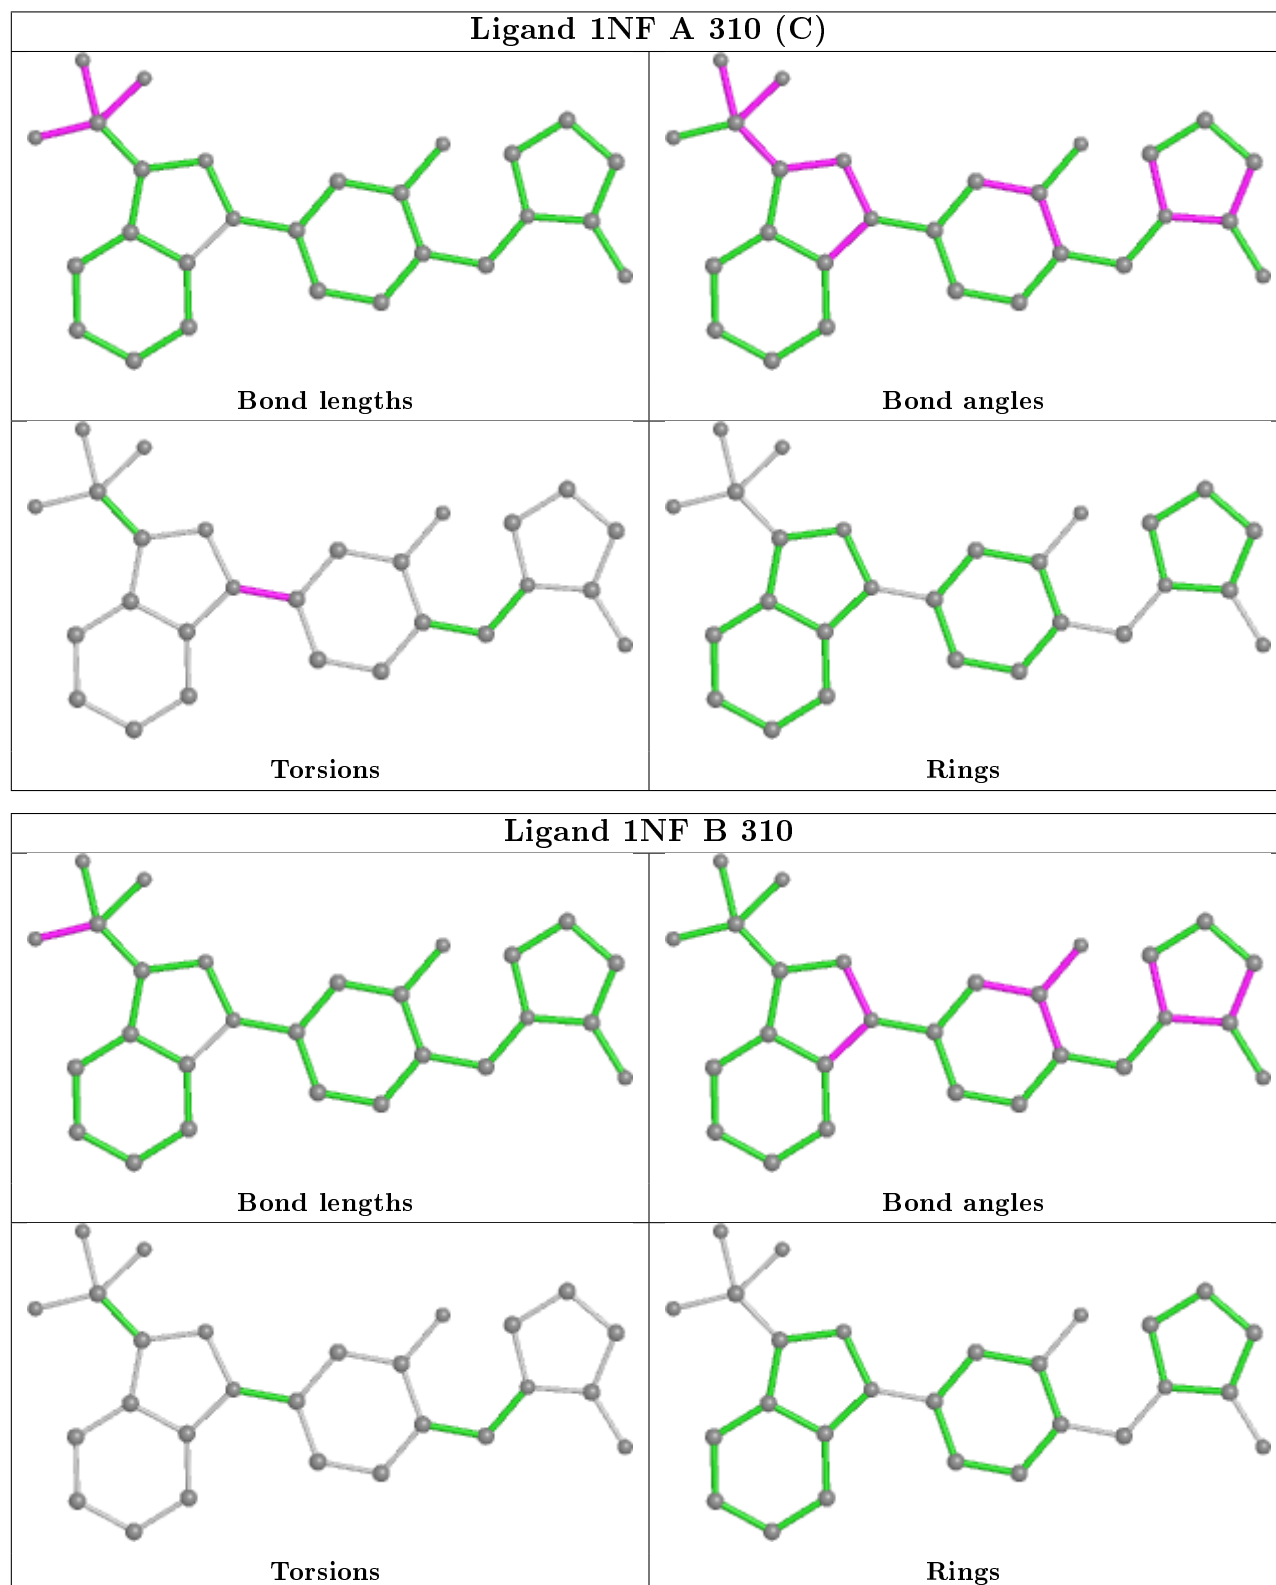 Ligand 1NF A 310 (C)
Bond lengths
Bond angles
Torsions
Rings
Ligand 1NF B 310
Bond lengths
Bond angles
Torsions
Rings